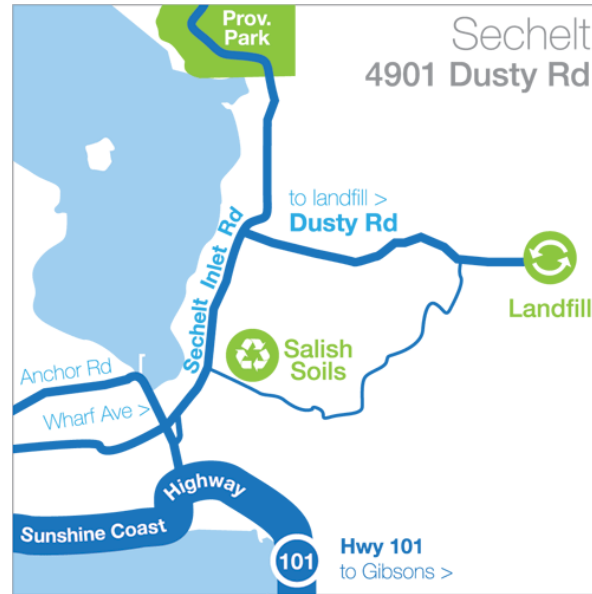 Prov.
Park
Sechelt
4901 Dusty Rd
to landfill >
Dusty Rd
Sechelt Inlet Rd
Landfill
Salish
Soils
Anchor Rd
Wharf Ave >
Highway
Sunshine Coast
101
Hwy 101
to Gibsons >